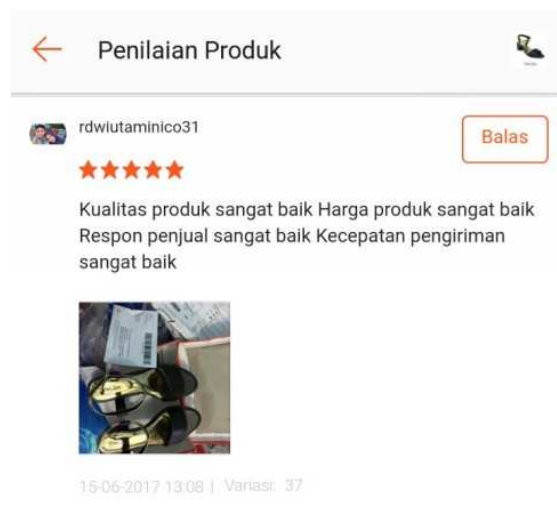 Penilaian Produk
rdwiutaminico31
Balas
Kualitas produk sangat baik Harga produk sangat baik
Respon penjual sangat baik Kecepatan pengiriman
sangat baik
15-06-2017 13:08 | Variasi: 37